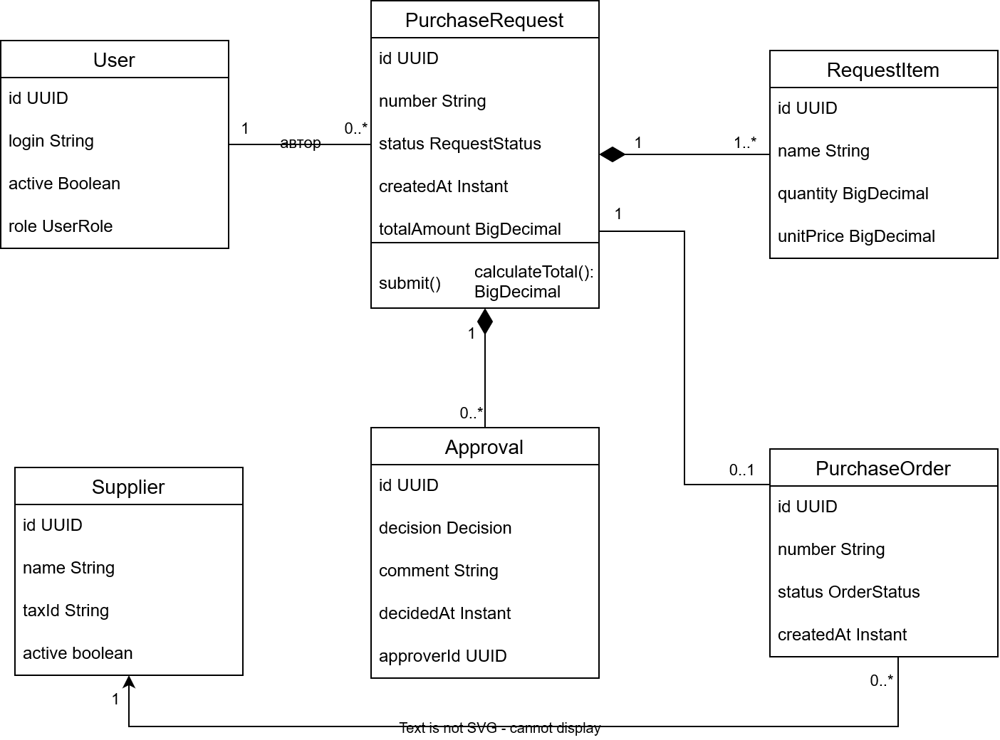 PurchaseRequest
id UUID
number String
status RequestStatus
createdAt Instant
totalAmount BigDecimal
submit()
calculateTotal():
BigDecimal
User
id UUID
login String
active Boolean
role UserRole
1
автор
0..*
RequestItem
id UUID
name String
quantity BigDecimal
unitPrice BigDecimal
1
1..*
1
0..1
1
0..*
Approval
id UUID
decision Decision
comment String
decidedAt Instant
approverId UUID
Supplier
id UUID
name String
taxId String
active boolean
PurchaseOrder
id UUID
number String
status OrderStatus
createdAt Instant
1
0..*
Text is not SVG - cannot display